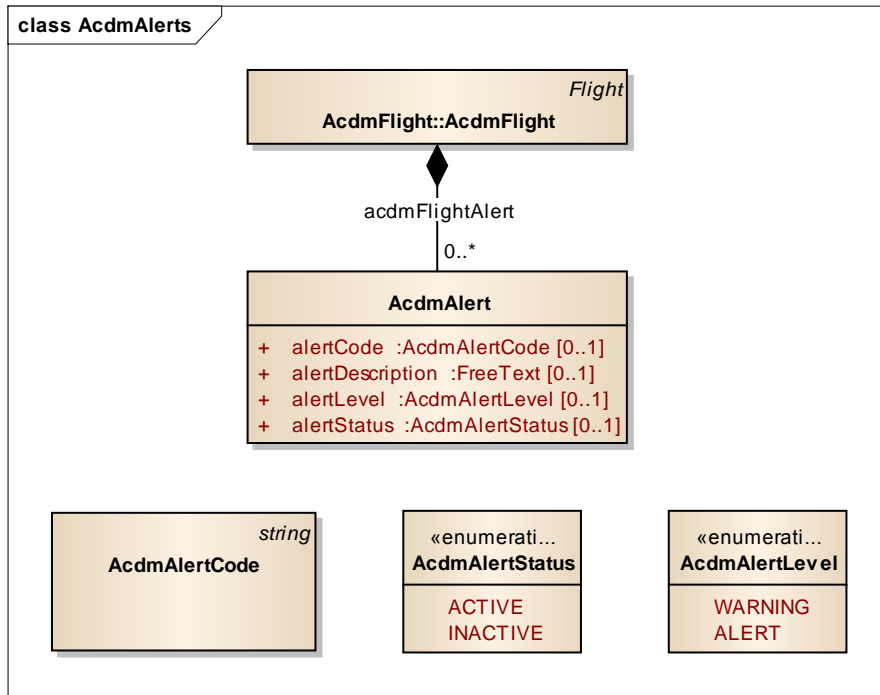 class AcdmAlerts
Flight
AcdmFlight::AcdmFlight
acdmFlightAlert
0..*
AcdmAlert
+ alertCode :AcdmAlertCode [0..1]
+ alertDescription :FreeText [0..1]
+ alertLevel :AcdmAlertLevel [0..1]
+ alertStatus :AcdmAlertStatus [0..1]
string
AcdmAlertCode
«enumerati...
AcdmAlertStatus
ACTIVE
INACTIVE
«enumerati...
AcdmAlertLevel
WARNING
ALERT